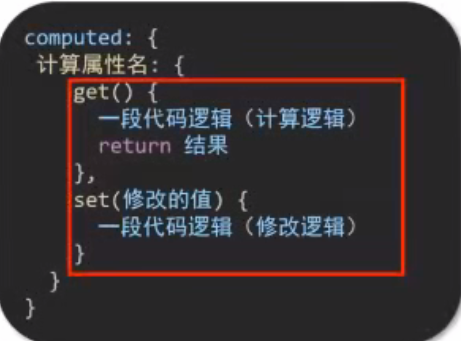 computed: {
计算属性名: {
get() {
一段代码逻辑（计算逻辑）
return 结果
},
set(修改的值) {
一段代码逻辑（修改逻辑）
}
}
}